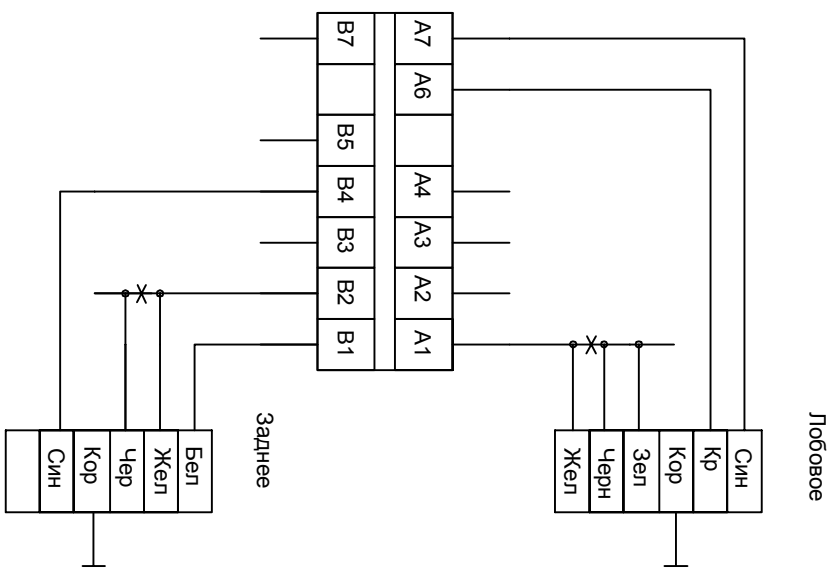 B7
A7
A6
B5
B4
A4
B3
A3
B2
A2
B1
A1
Заднее
Лобовое
Син
Кор
Чер
Жел
Бел
Жел
Черн
Зел
Кор
Кр
Син